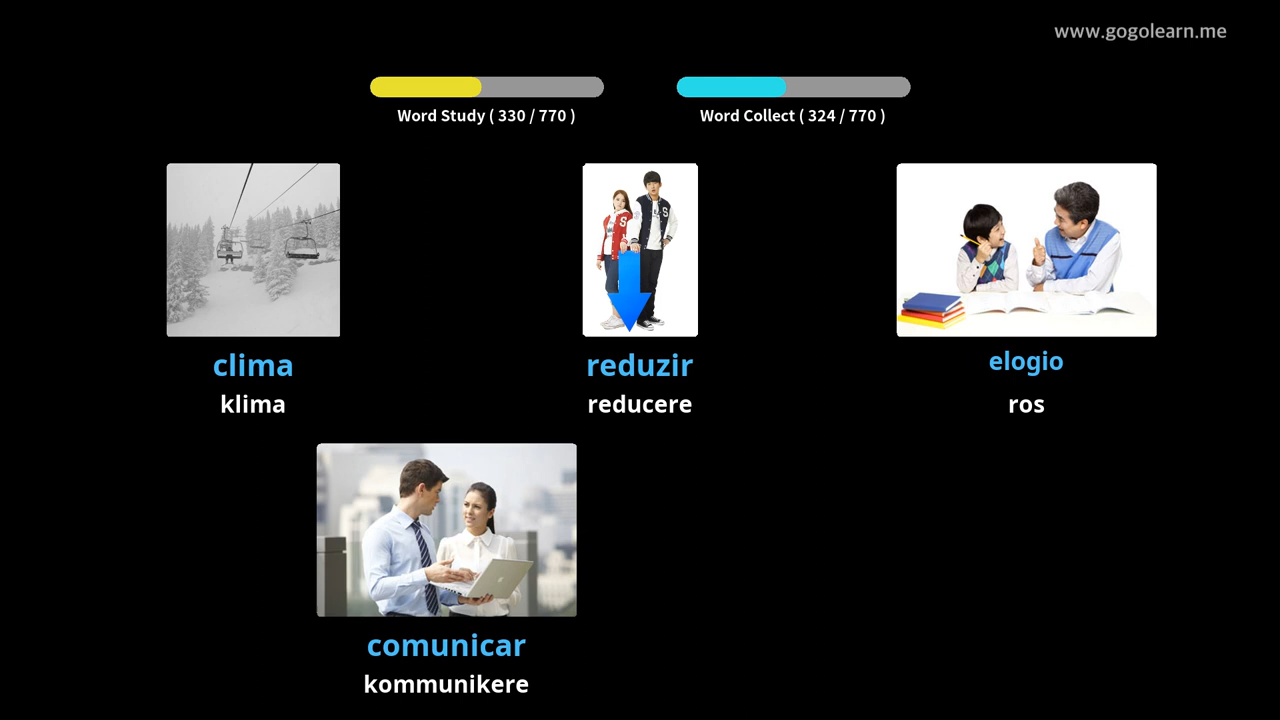 www.gogolearn.me
Word Study ( 330 / 770 )
Word Collect ( 324 / 770 )
clima
reduzir
elogio
klima
reducere
ros
comunicar
kommunikere